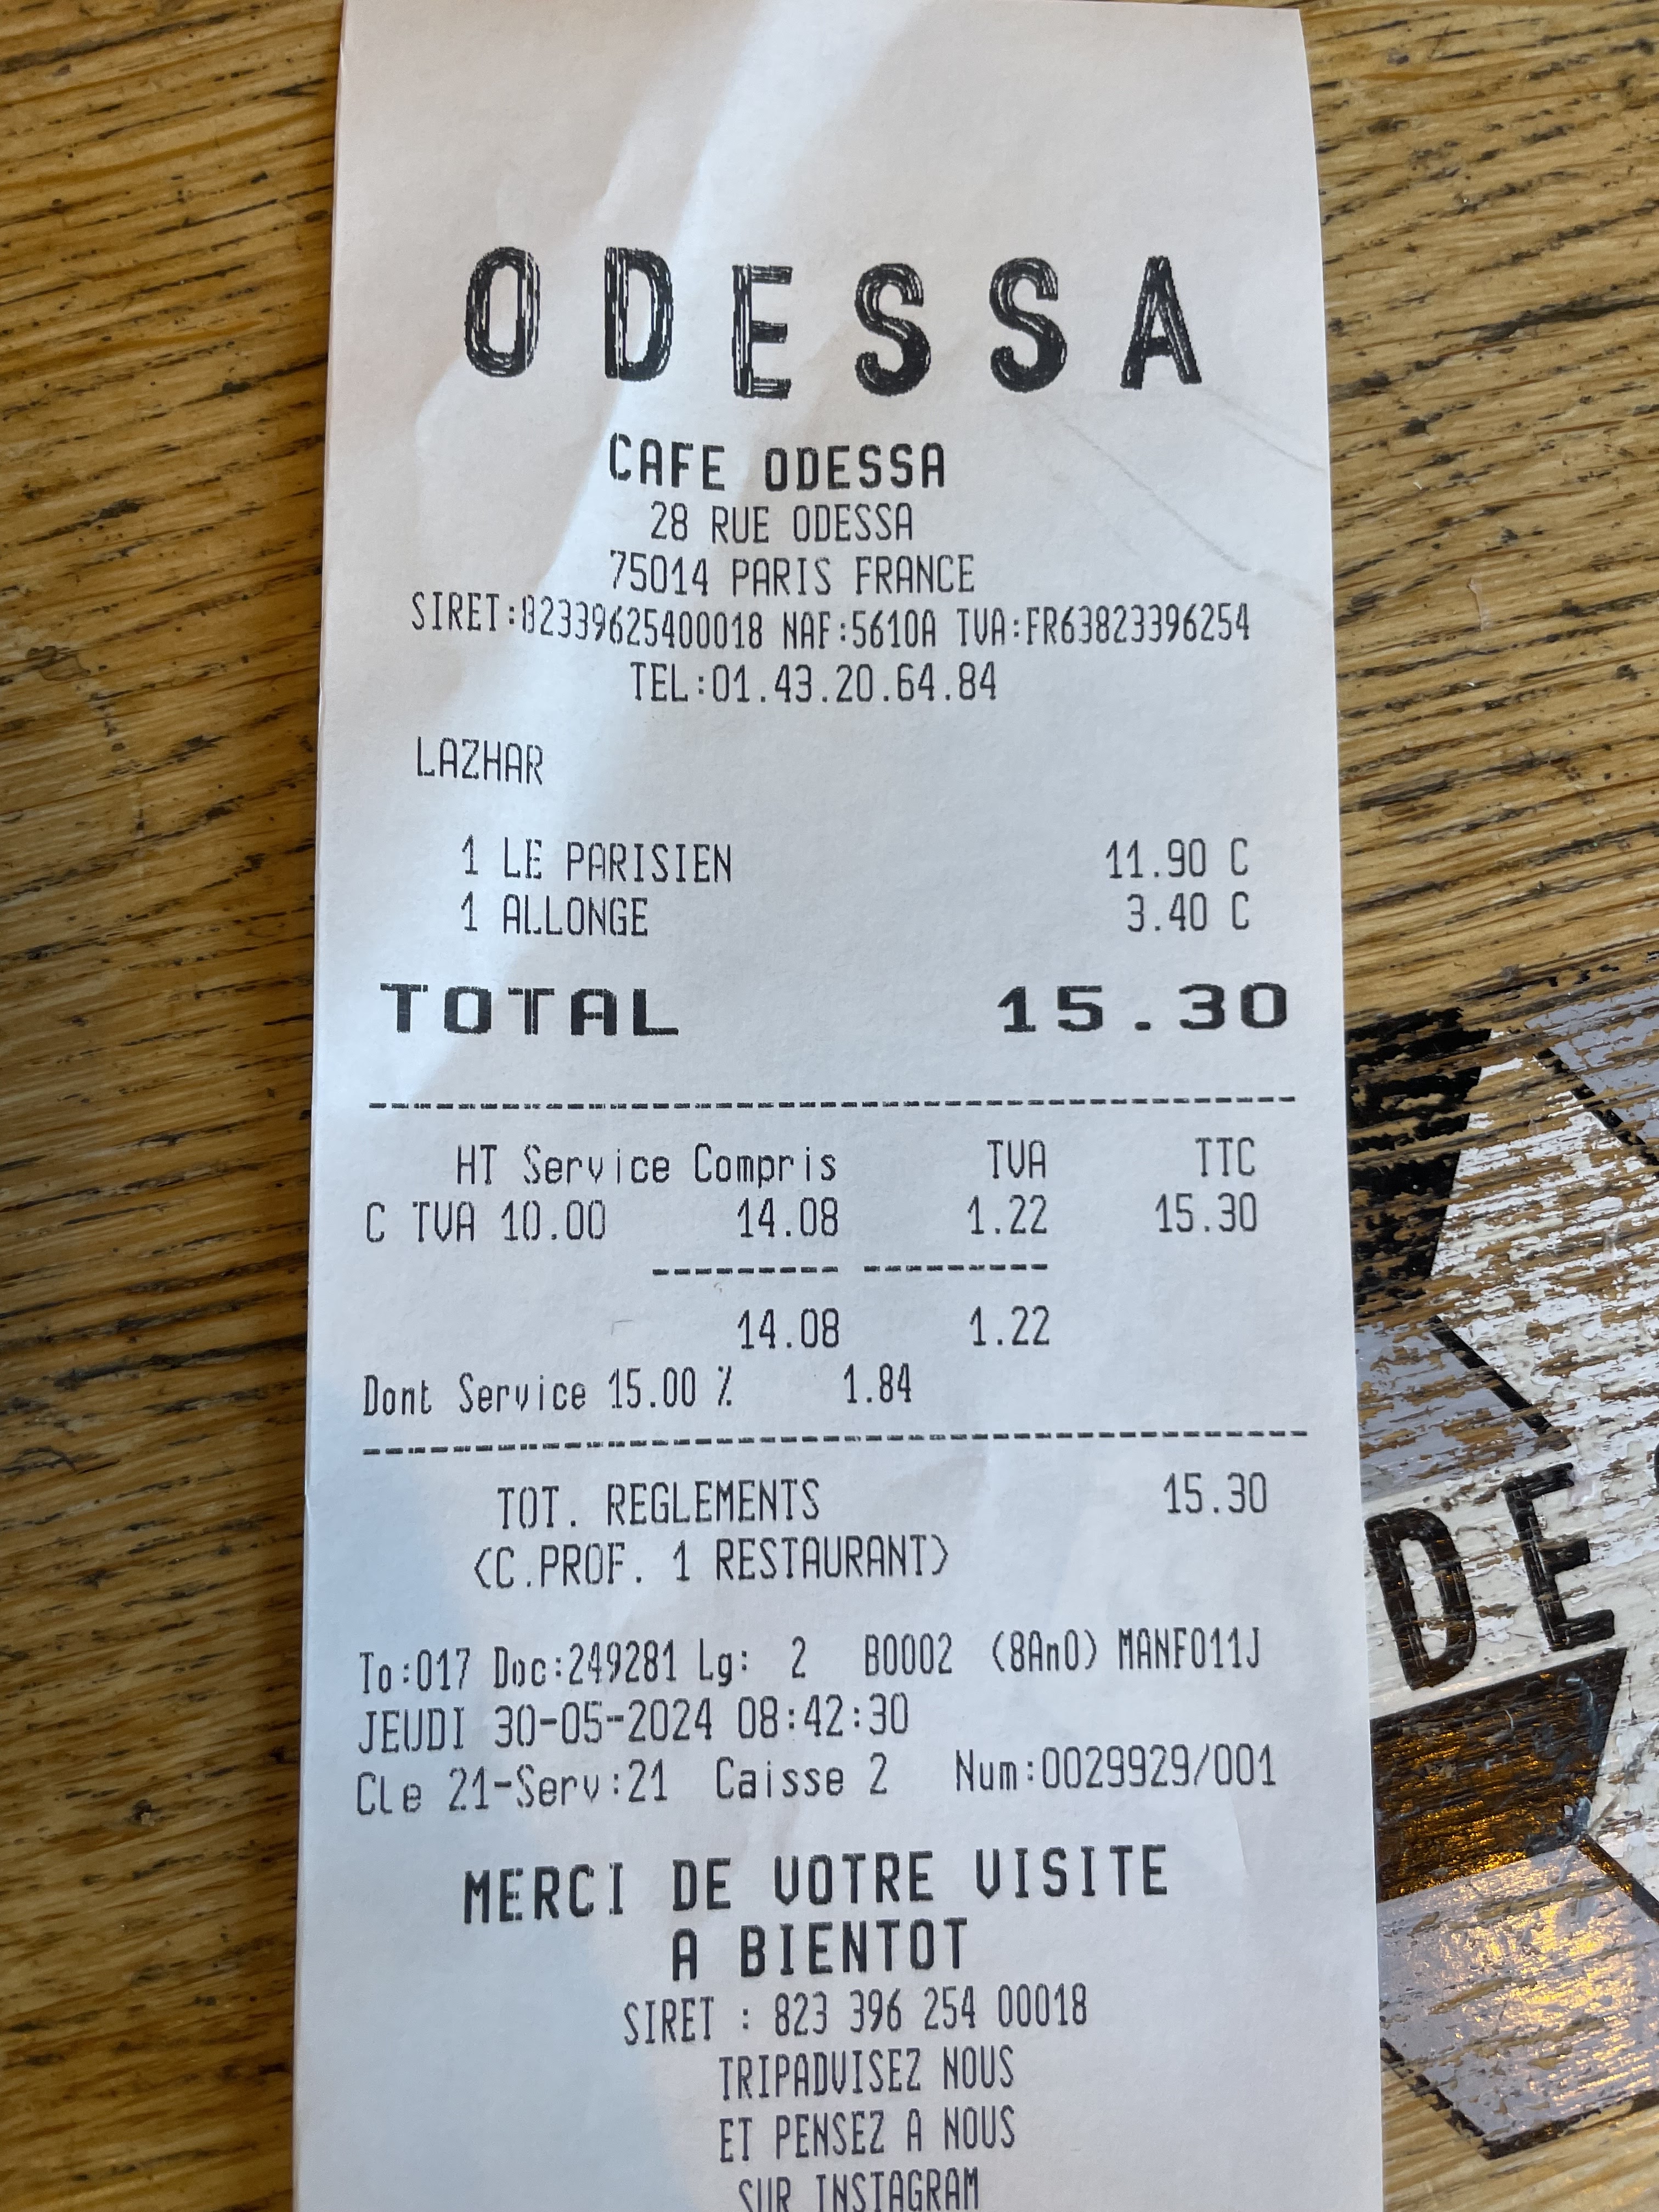 ODESSA
CAFE ODESSA
28 RUE ODESSA
75014 PARIS FRANCE
SIRET:82339625400018 NAF:5610A TVA:FR63823396254
TEL:01.43.20.64.84
LAZHAR
1 LE PARISIEN 11.90 C
1 ALLONGE 3.40 C
TOTAL 15.30
HT Service Compris TVA TTC
C TVA 10.00 14.08 1.22 15.30
14.08 1.22
Dont Service 15.00 % 1.84
TOT. REGLEMENTS 15.30
<C.PROF. 1 RESTAURANT>
To:017 Doc:249281 Lg: 2 B0002 (8An0) MANF011J
JEUDI 30-05-2024 08:42:30
Cle 21-Serv:21 Caisse 2 Num:0029929/001
MERCI DE VOTRE VISITE
A BIENTOT
SIRET : 823 396 254 00018
TRIPADVISEZ NOUS
ET PENSEZ A NOUS
SUR INSTAGRAM
DE